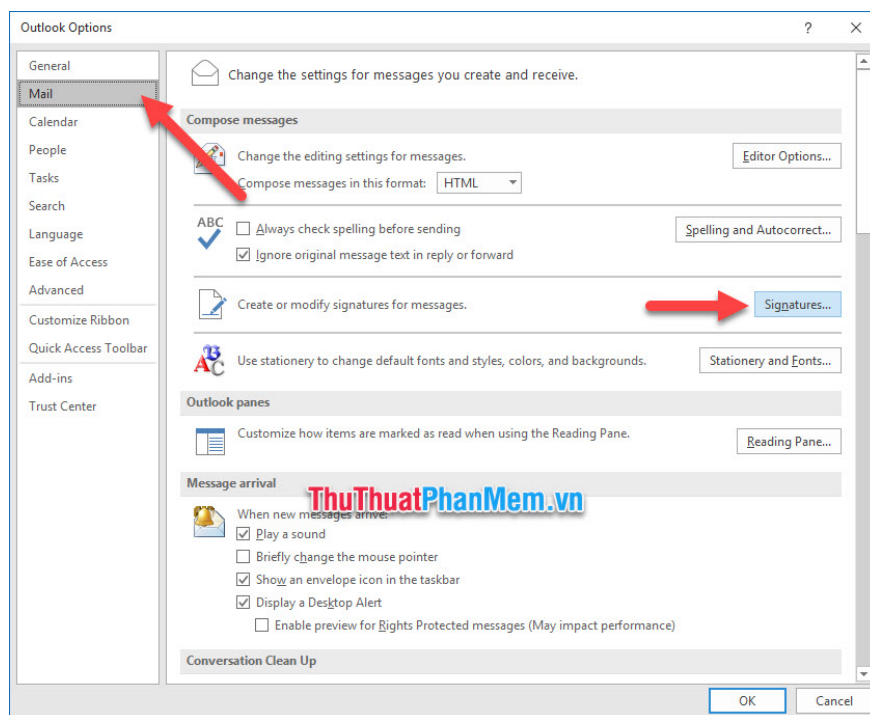 Outlook Options
General
Mail
Calendar
People
Tasks
Search
Language
Ease of Access
Advanced
Customize Ribbon
Quick Access Toolbar
Add-ins
Trust Center
Change the settings for messages you create and receive.
Compose messages
Change the editing settings for messages.
Editor Options...
Compose messages in this format: HTML
ABC
Always check spelling before sending
Spelling and Autocorrect...
Ignore original message text in reply or forward
Create or modify signatures for messages.
Signatures...
Use stationery to change default fonts and styles, colors, and backgrounds.
Stationery and Fonts...
Outlook panes
Customize how items are marked as read when using the Reading Pane.
Reading Pane...
Message arrival
ThuThuatPhanMem.vn
When new messages arrive:
Play a sound
Briefly change the mouse pointer
Show an envelope icon in the taskbar
Display a Desktop Alert
Enable preview for Rights Protected messages (May impact performance)
Conversation Clean Up
OK
Cancel